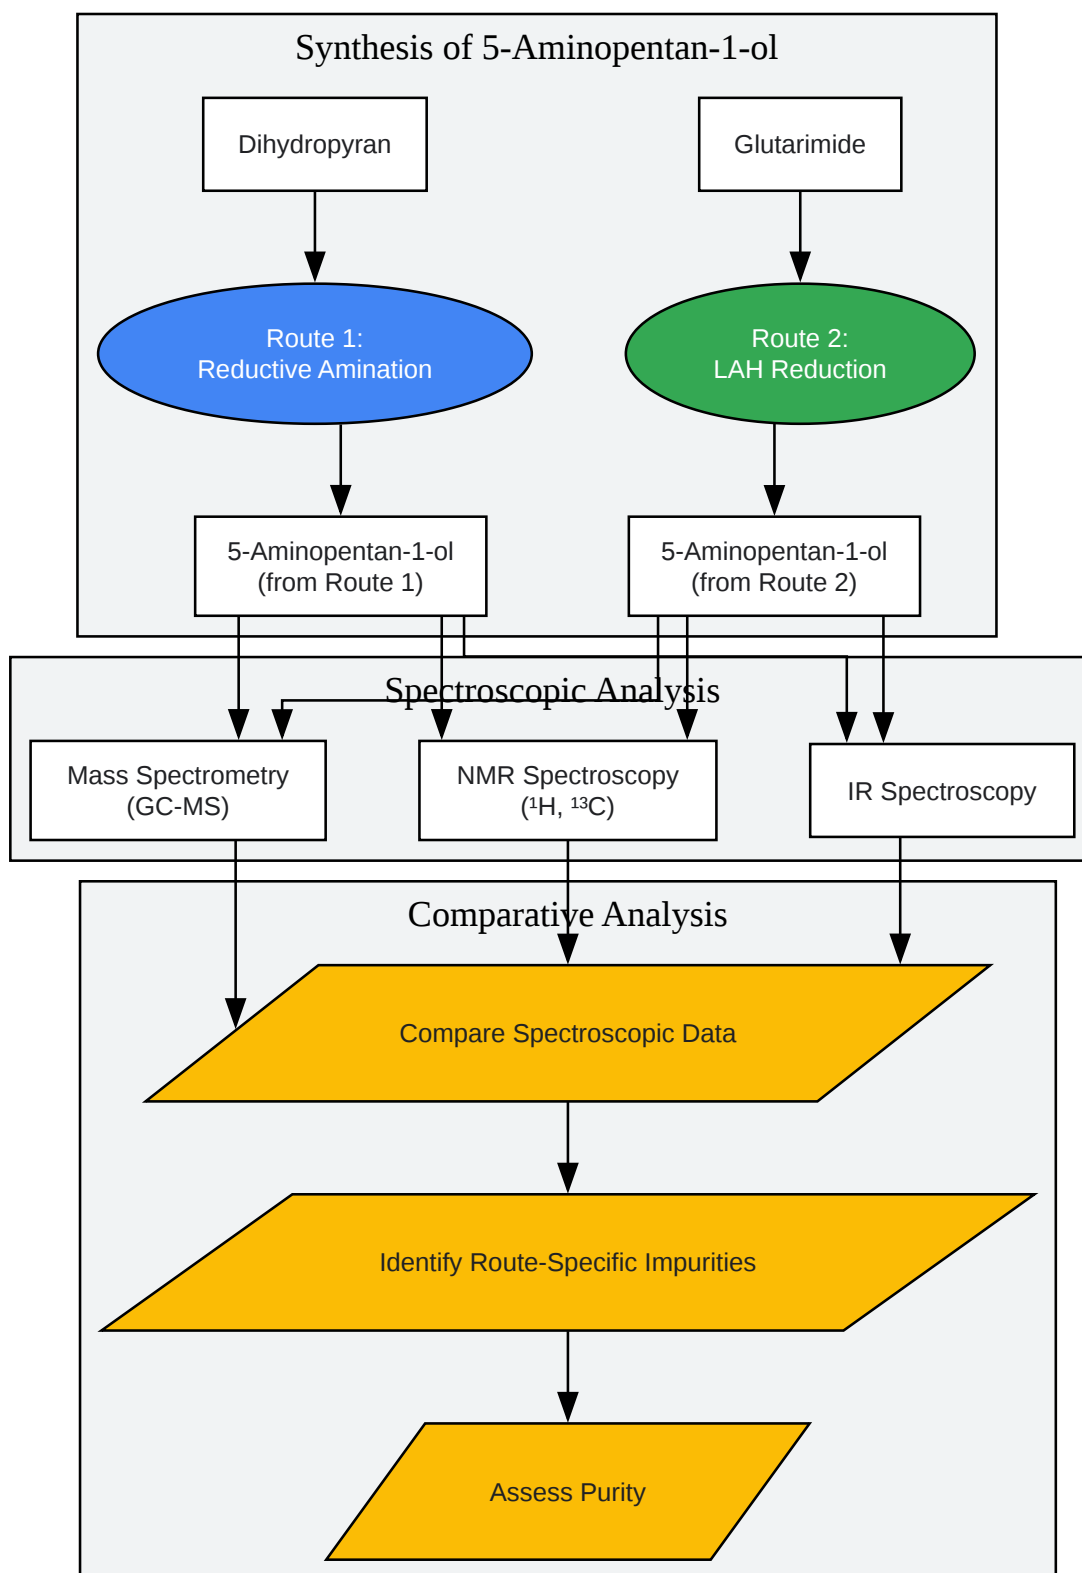 Synthesis of 5-Aminopentan-1-ol
Dihydropyran
Glutarimide
Route 1:
Reductive Amination
Route 2:
LAH Reduction
5-Aminopentan-1-ol
(from Route 1)
5-Aminopentan-1-ol
(from Route 2)
Spectroscopic Analysis
Mass Spectrometry
(GC-MS)
NMR Spectroscopy
(¹H, ¹³C)
IR Spectroscopy
Comparative Analysis
Compare Spectroscopic Data
Identify Route-Specific Impurities
Assess Purity